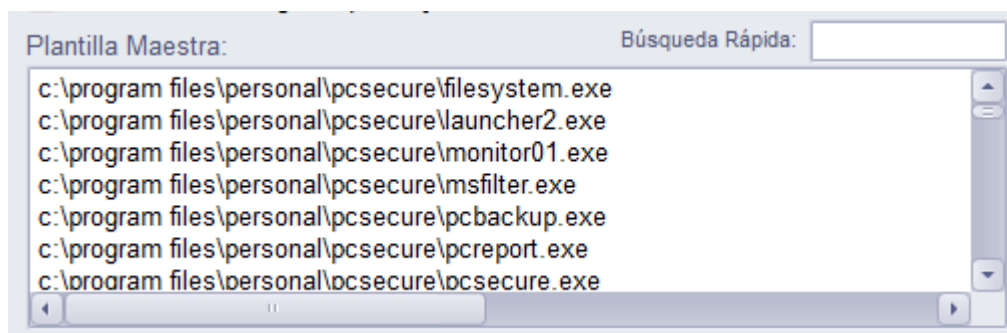 Plantilla Maestra:
Búsqueda Rápida:
c:\program files\personal\pcsecure\filesystem.exe
c:\program files\personal\pcsecure\launcher2.exe
c:\program files\personal\pcsecure\monitor01.exe
c:\program files\personal\pcsecure\msfilter.exe
c:\program files\personal\pcsecure\pcbackup.exe
c:\program files\personal\pcsecure\pcreport.exe
c:\program files\personal\pcsecure\pcsecure.exe